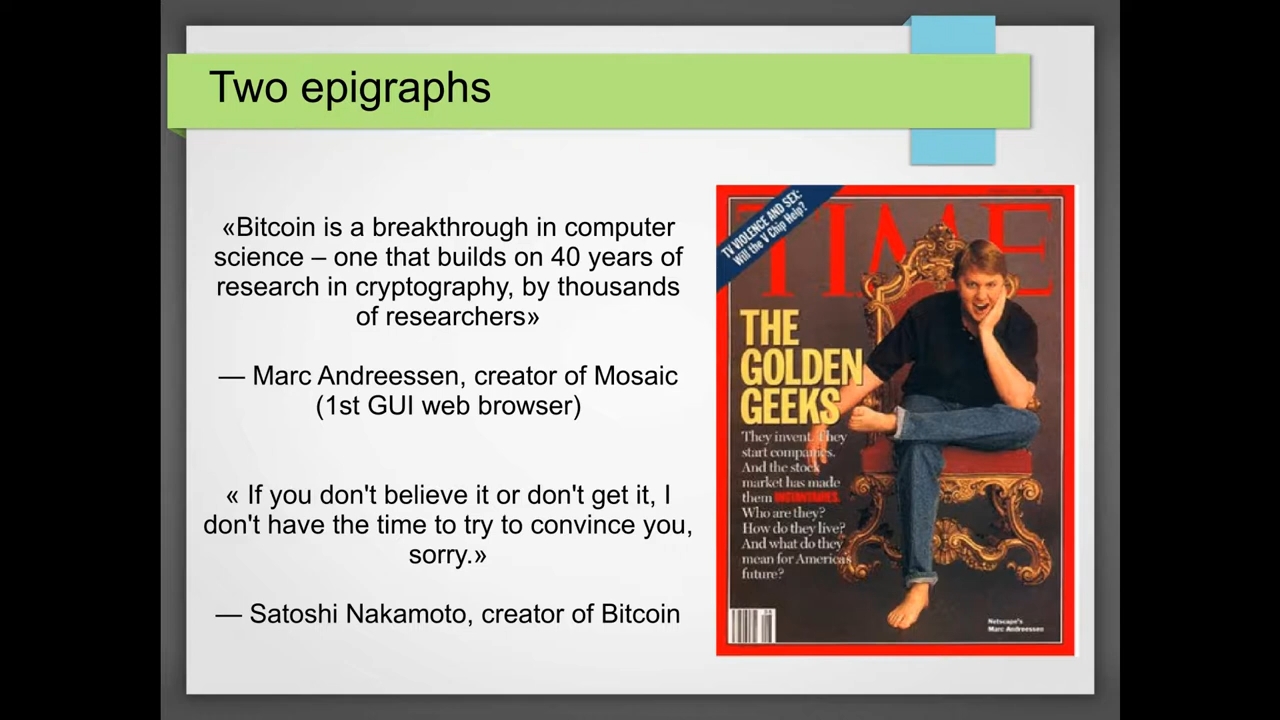 Two epigraphs
«Bitcoin is a breakthrough in computer
science – one that builds on 40 years of
research in cryptography, by thousands
of researchers»
— Marc Andreessen, creator of Mosaic
(1st GUI web browser)
« If you don't believe it or don't get it, I
don't have the time to try to convince you,
sorry.»
— Satoshi Nakamoto, creator of Bitcoin
TV VIOLENCE AND SEX:
Will the V Chip Help?
TIME
THE
GOLDEN
GEEKS
They invent. They
start companies.
And the stock
market has made
them INSTANTAIRES.
Who are they?
How do they live?
And what do they
mean for America's
future?
Netscape's
Marc Andreessen